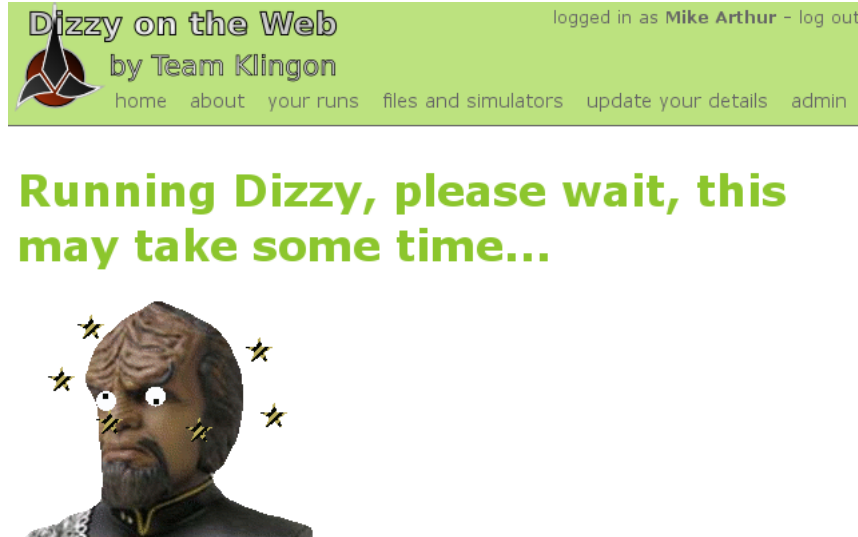 Dizzy on the Web
logged in as Mike Arthur – log out
by Team Klingon
home about your runs files and simulators update your details admin
Running Dizzy, please wait, this
may take some time...